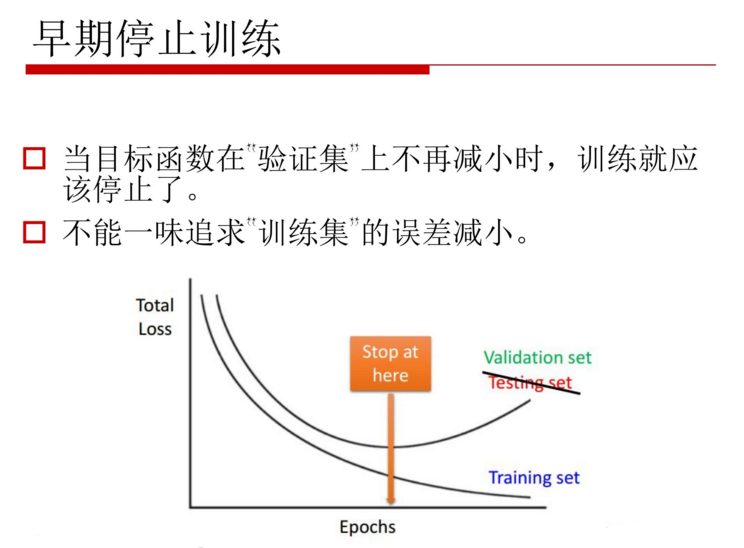 早期停止训练
当目标函数在“验证集”上不再减小时，训练就应
该停止了。
不能一味追求“训练集”的误差减小。
Total
Loss
Stop at
here
Validation set
Testing set
Training set
Epochs